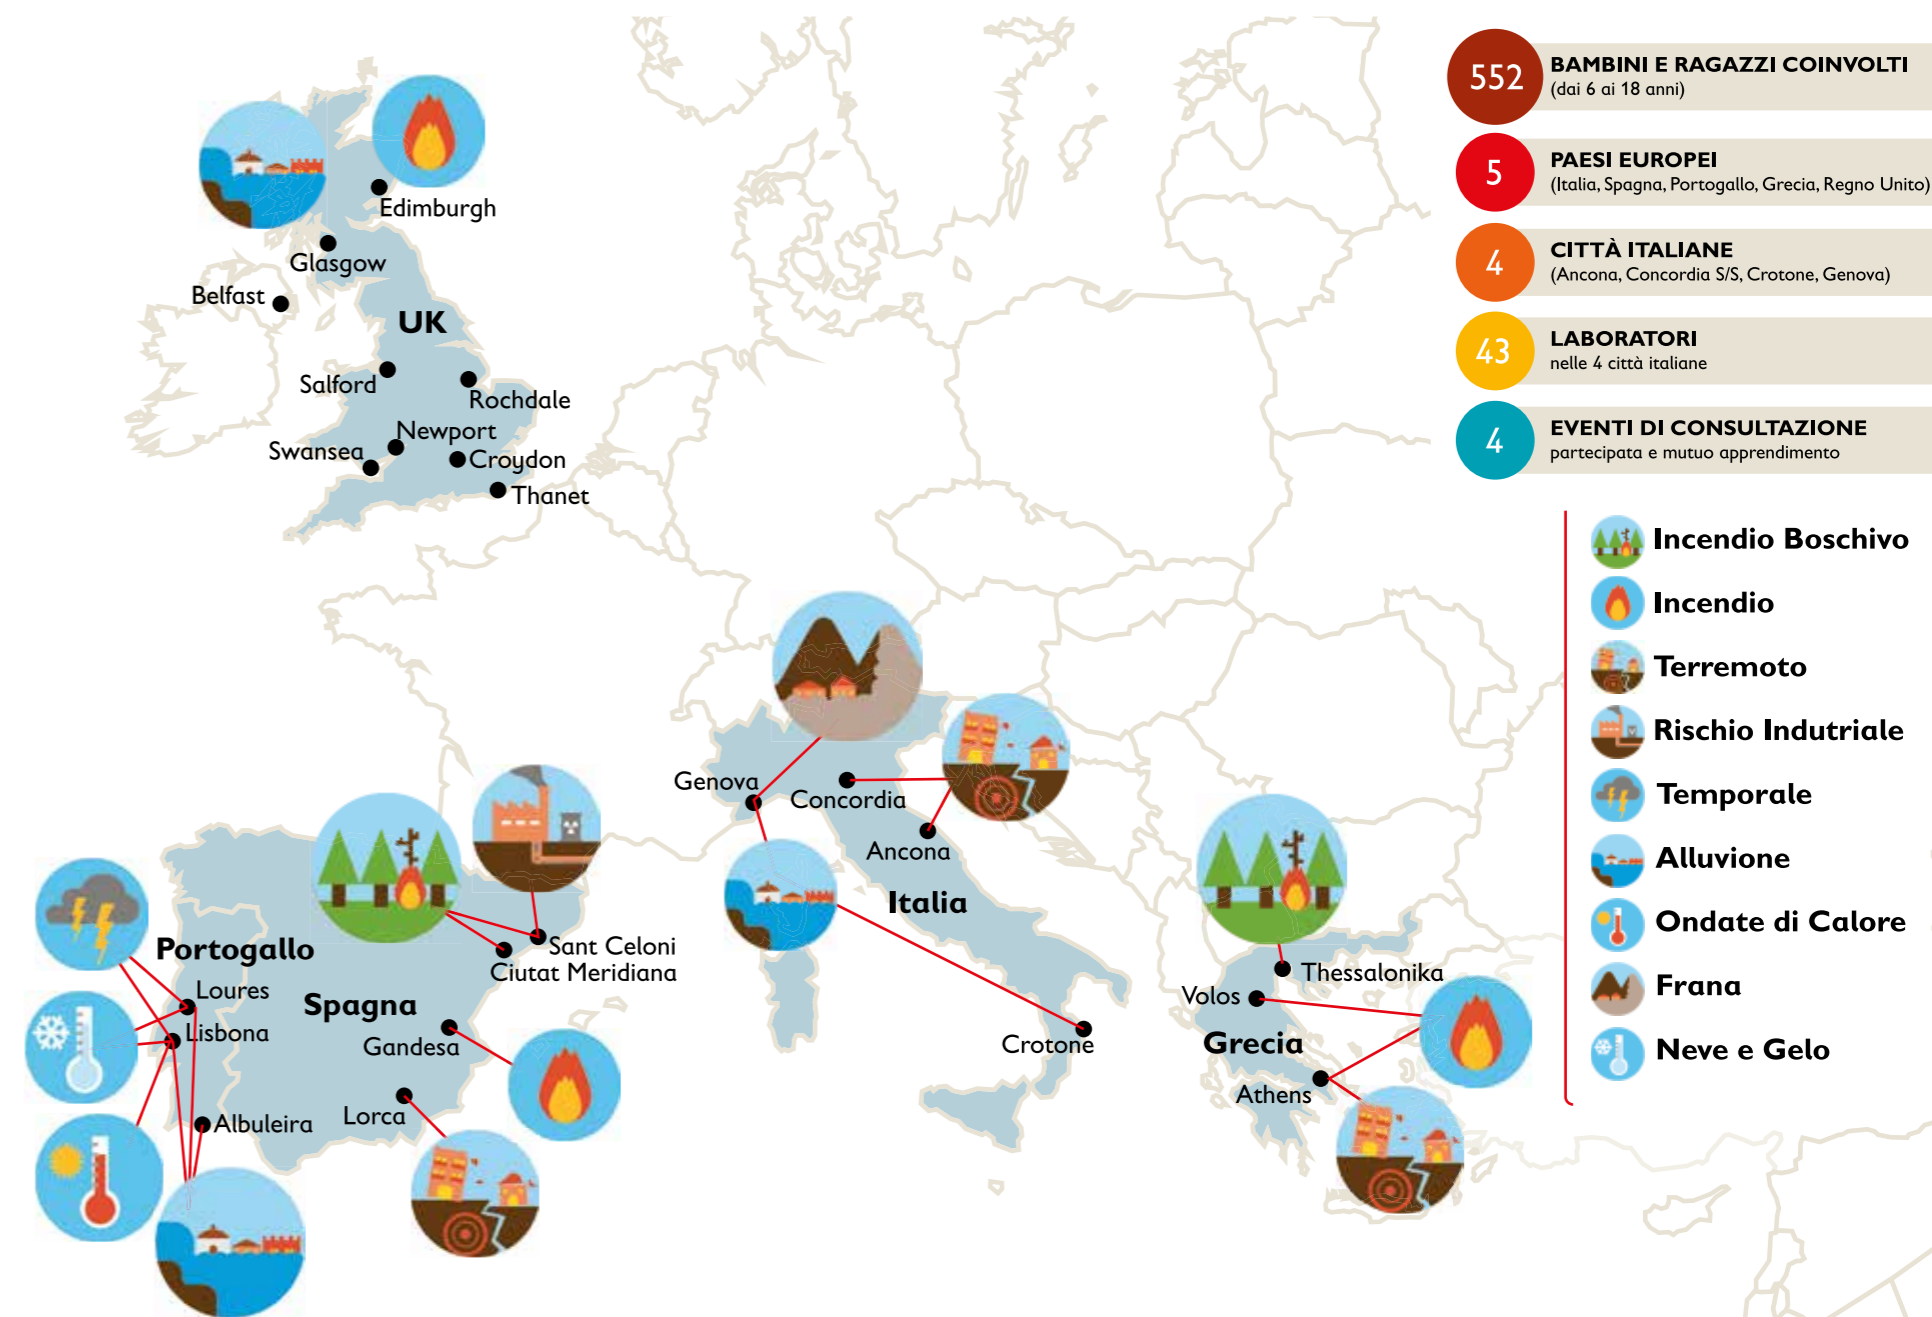 552
BAMBINI E RAGAZZI COINVOLTI
(dai 6 ai 18 anni)
5
PAESI EUROPEI
(Italia, Spagna, Portogallo, Grecia, Regno Unito)
4
CITTÀ ITALIANE
(Ancona, Concordia S/S, Crotone, Genova)
43
LABORATORI
nelle 4 città italiane
4
EVENTI DI CONSULTAZIONE
partecipata e mutuo apprendimento
Edimburgh
Glasgow
Belfast
UK
Salford
Rochdale
Newport
Swansea
Croydon
Thanet
Incendio Boschivo
Incendio
Terremoto
Rischio Indutriale
Temporale
Alluvione
Ondate di Calore
Frana
Neve e Gelo
Genova
Concordia
Ancona
Italia
Crotone
Portogallo
Loures
Lisbona
Albuleira
Spagna
Sant Celoni
Ciutat Meridiana
Gandesa
Lorca
Thessalonika
Volos
Grecia
Athens